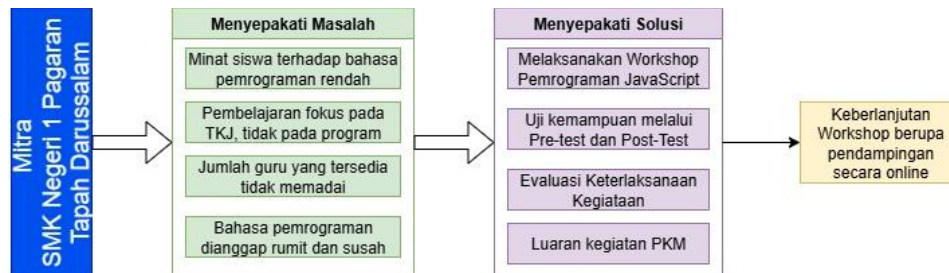 Mitra
SMK Negeri 1 Pagaran
Tapah Darussalam
Menyepakati Masalah
Minat siswa terhadap bahasa
pemrograman rendah
Pembelajaran fokus pada
TKJ, tidak pada program
Jumlah guru yang tersedia
tidak memadai
Bahasa pemrograman
dianggap rumit dan susah
Menyepakati Solusi
Melaksanakan Workshop
Pemrograman JavaScript
Uji kemampuan melalui
Pre-test dan Post-Test
Evaluasi Keterlaksanaan
Kegiataan
Luaran kegiatan PKM
Keberlanjutan
Workshop berupa
pendampingan
secara online